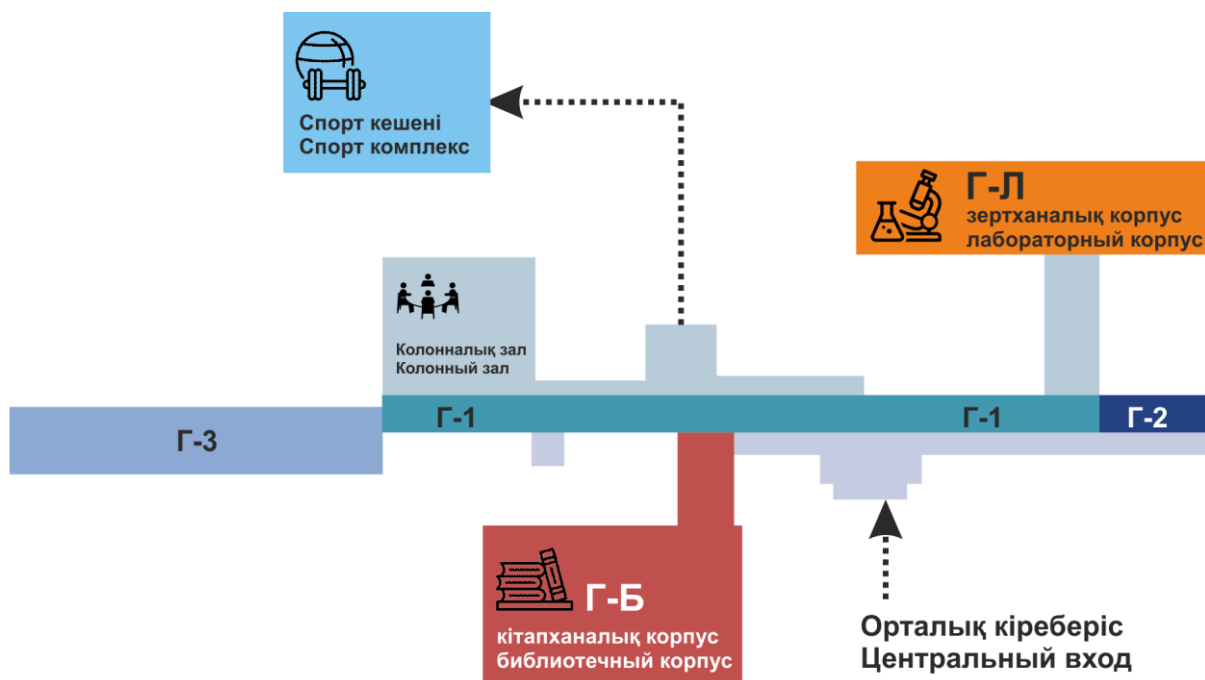 Спорт кешені
Спорт комплекс
Г-Л
зертханалық корпус
лабораторный корпус
Колонналық зал
Колонный зал
Г-3
Г-1
Г-1
Г-2
Г-Б
кітапханалық корпус
библиотечный корпус
Орталық кіреберіс
Центральный вход